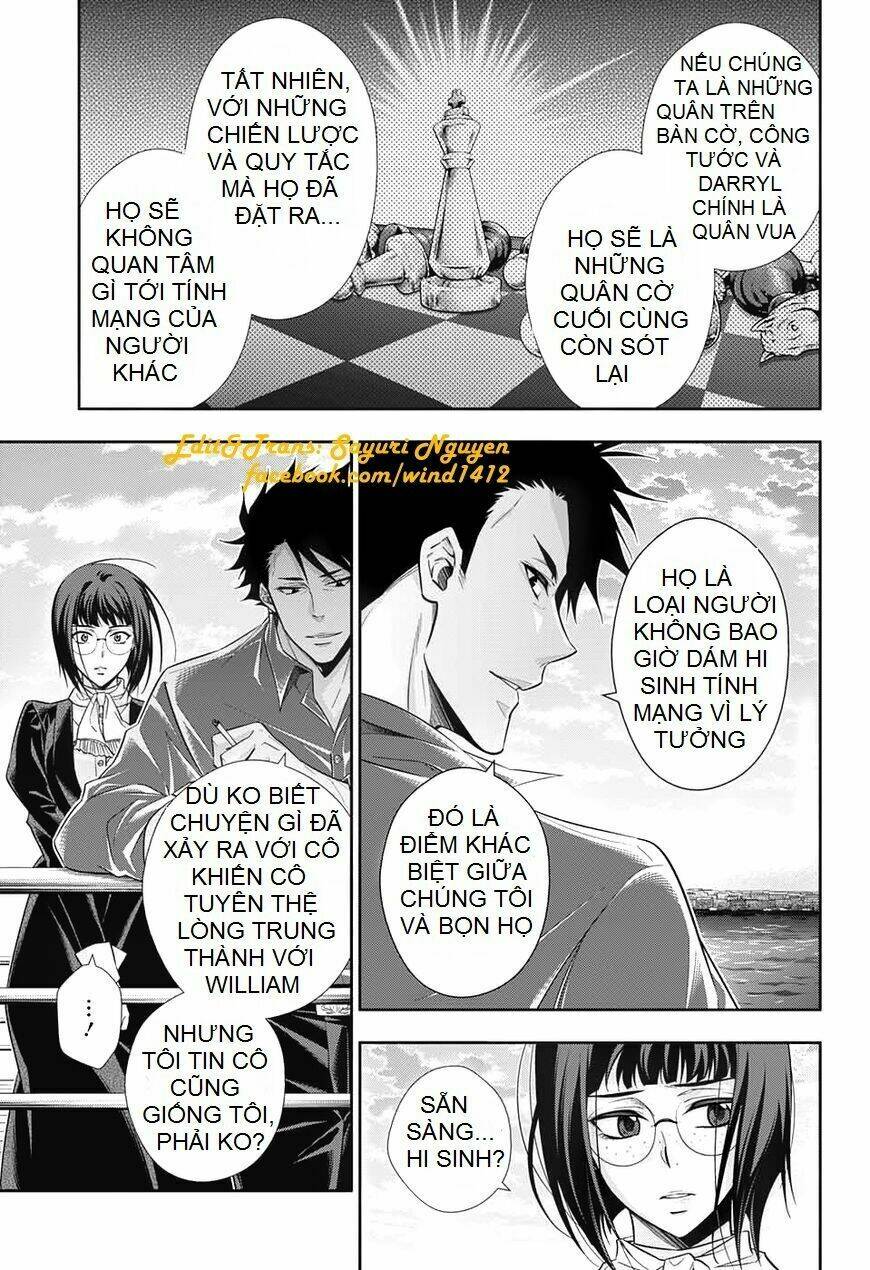 NẾU CHÚNG
TA LÀ NHỮNG
QUÂN TRÊN
BÀN CỜ, CÔNG
TƯỚC VÀ
DARRYL
CHÍNH LÀ
QUÂN VUA
HỌ SẼ LÀ
NHỮNG
QUÂN CỜ
CUỐI CÙNG
CÒN SÓT
LẠI
TẤT NHIÊN,
VỚI NHỮNG
CHIẾN LƯỢC
VÀ QUY TẮC
MÀ HỌ ĐÃ
ĐẶT RA...
HỌ SẼ
KHÔNG
QUAN TÂM
GÌ TỚI TÍNH
MẠNG CỦA
NGƯỜI
KHÁC
Edit&Trans: Sayuri Nguyen
facebook.com/wind1412
HỌ LÀ
LOẠI NGƯỜI
KHÔNG BAO
GIỜ DÁM HI
SINH TÍNH
MẠNG VÌ LÝ
TƯỞNG
ĐÓ LÀ
ĐIỂM KHÁC
BIỆT GIỮA
CHÚNG TÔI
VÀ BỌN HỌ
DÙ KO BIẾT
CHUYỆN GÌ ĐÃ
XẢY RA VỚI CÔ
KHIẾN CÔ
TUYÊN THỆ
LÒNG TRUNG
THÀNH VỚI
WILLIAM
NHƯNG
TÔI TIN CÔ
CŨNG
GIỐNG TÔI,
PHẢI KO?
...!
SẴN
SÀNG...
HI SINH?